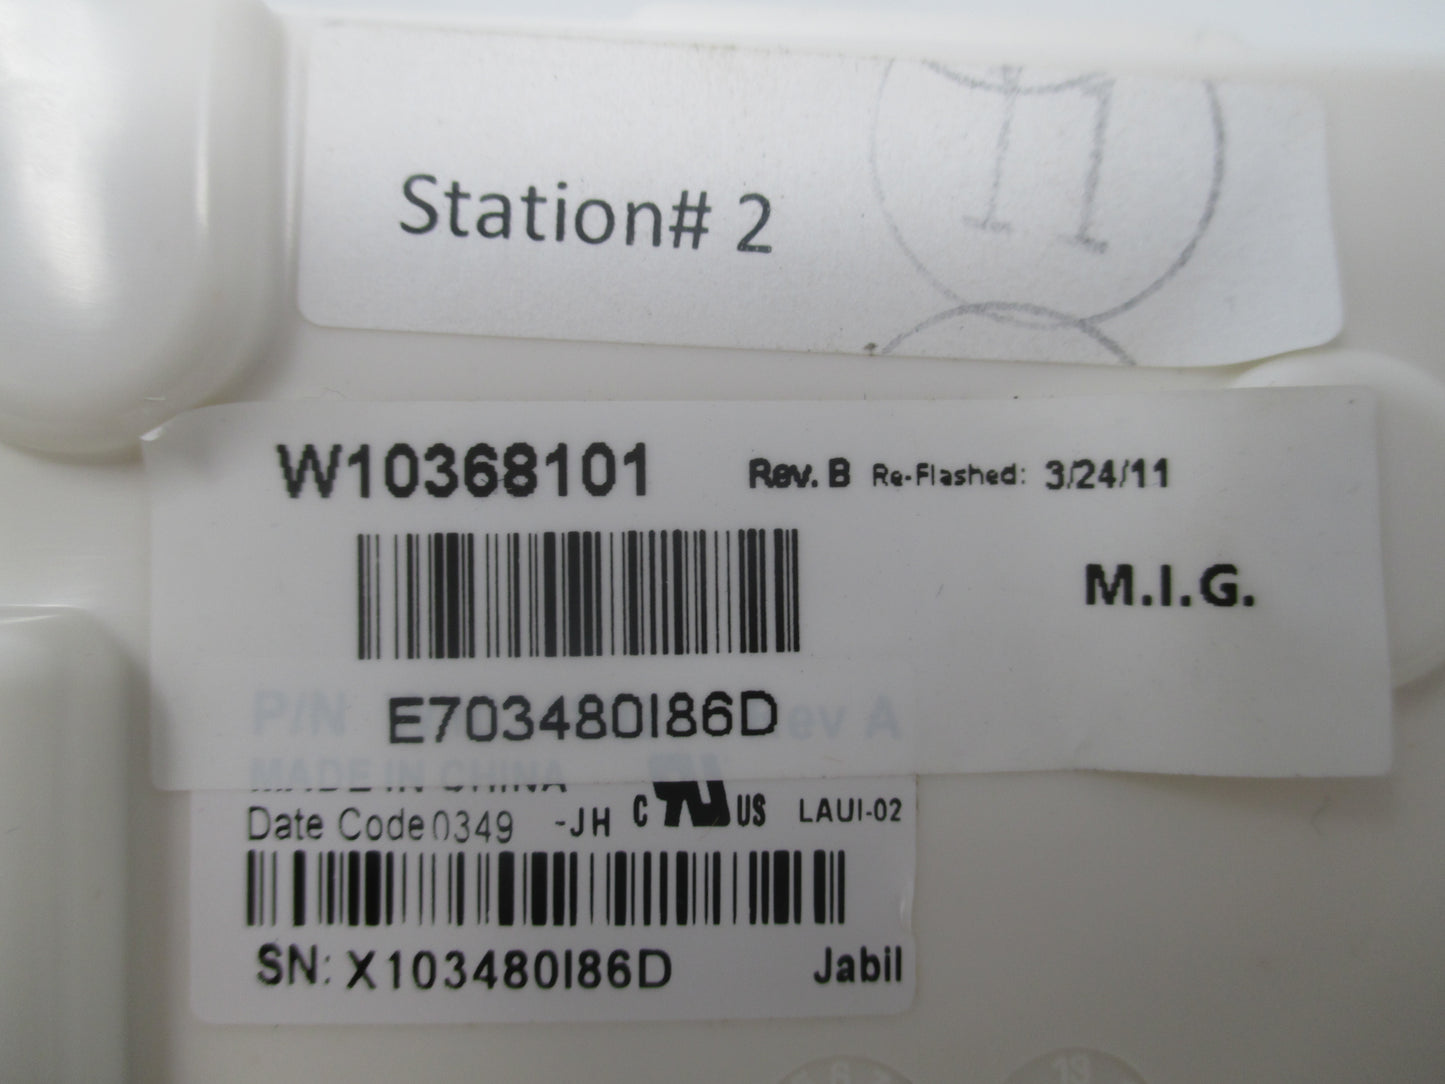 Station# 2
W10368101 Rev. B Re-Flashed: 3/24/11
M.I.G.
E703480I86D
P/N Rev A
MADE IN CHINA
Date Code 0349 -JH C US LAUI-02
SN: X103480I86D Jabil